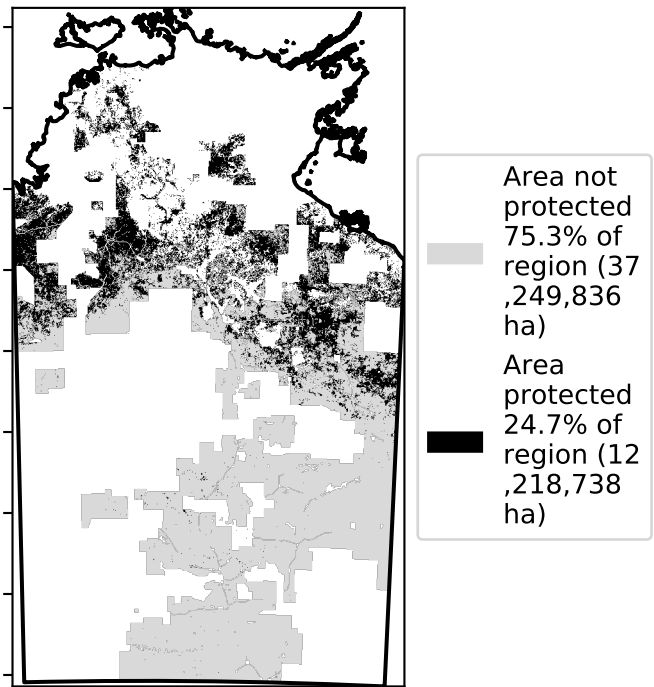 Area not
protected
75.3% of
region (37
,249,836
ha)
Area
protected
24.7% of
region (12
,218,738
ha)